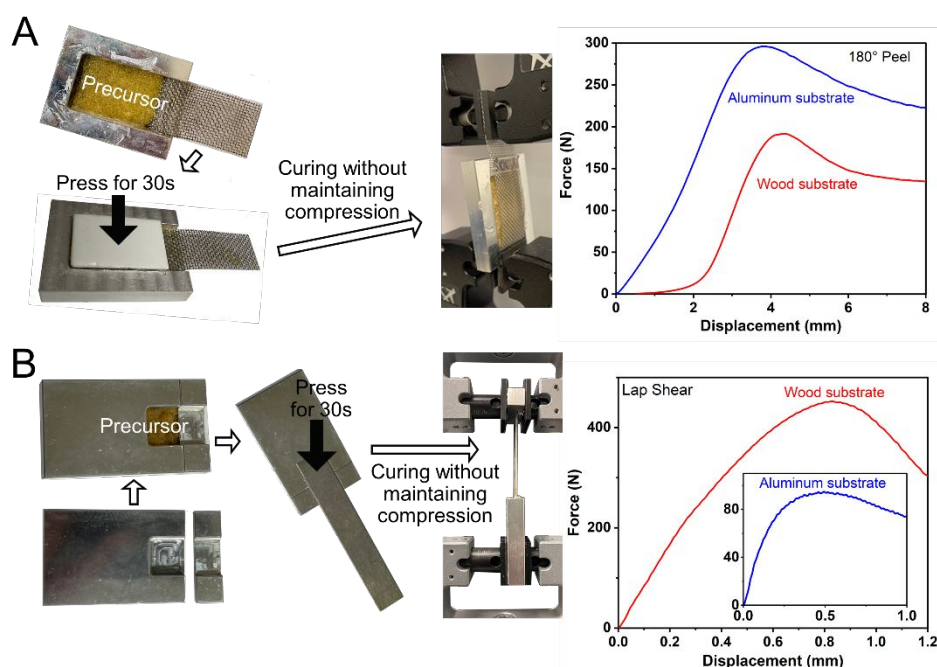 A
Precursor
Press for 30s
Curing without
maintaining
compression
300
250
200
150
100
50
0
0
2
4
6
8
Force (N)
Displacement (mm)
180° Peel
Aluminum substrate
Wood substrate
B
Precursor
Press
for 30s
Curing without
maintaining
compression
Lap Shear
Wood substrate
400
200
0
0.0
0.2
0.4
0.6
0.8
1.0
1.2
Force (N)
Displacement (mm)
Aluminum substrate
80
40
0
0.0
0.5
1.0